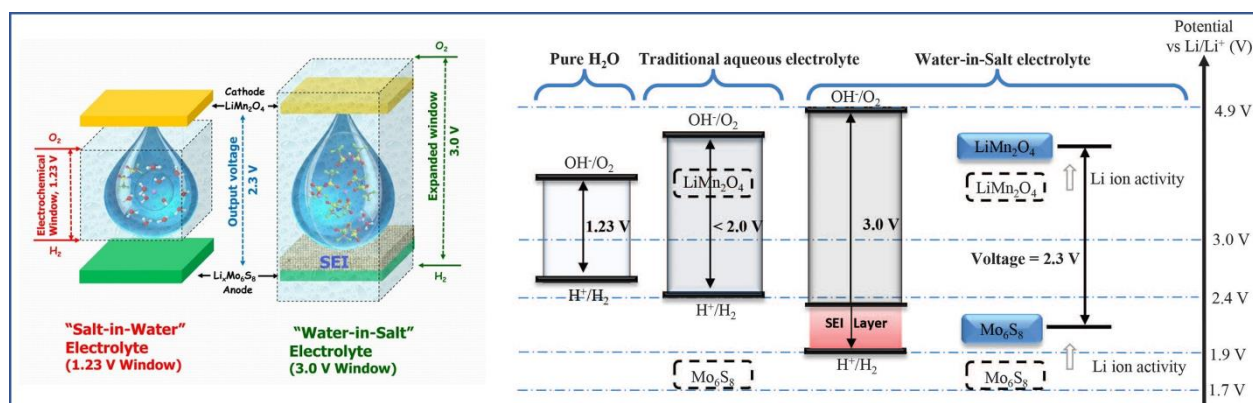 O₂
Cathode
LiMn₂O₄
O₂
Electrochemical
Window, 1.23 V
H₂
Output voltage
2.3 V
Expanded window
3.0 V
SEI
H₂
LiₓMo₆S₈
Anode
"Salt-in-Water"
Electrolyte
(1.23 V Window)
"Water-in-Salt"
Electrolyte
(3.0 V Window)
Potential
vs Li/Li⁺ (V)
Pure H₂O
Traditional aqueous electrolyte
Water-in-Salt electrolyte
OH⁻/O₂
1.23 V
H⁺/H₂
OH⁻/O₂
LiMn₂O₄
< 2.0 V
H⁺/H₂
Mo₆S₈
OH⁻/O₂
3.0 V
SEI Layer
H⁺/H₂
LiMn₂O₄
LiMn₂O₄
Li ion activity
Voltage = 2.3 V
Mo₆S₈
Mo₆S₈
Li ion activity
4.9 V
3.0 V
2.4 V
1.9 V
1.7 V